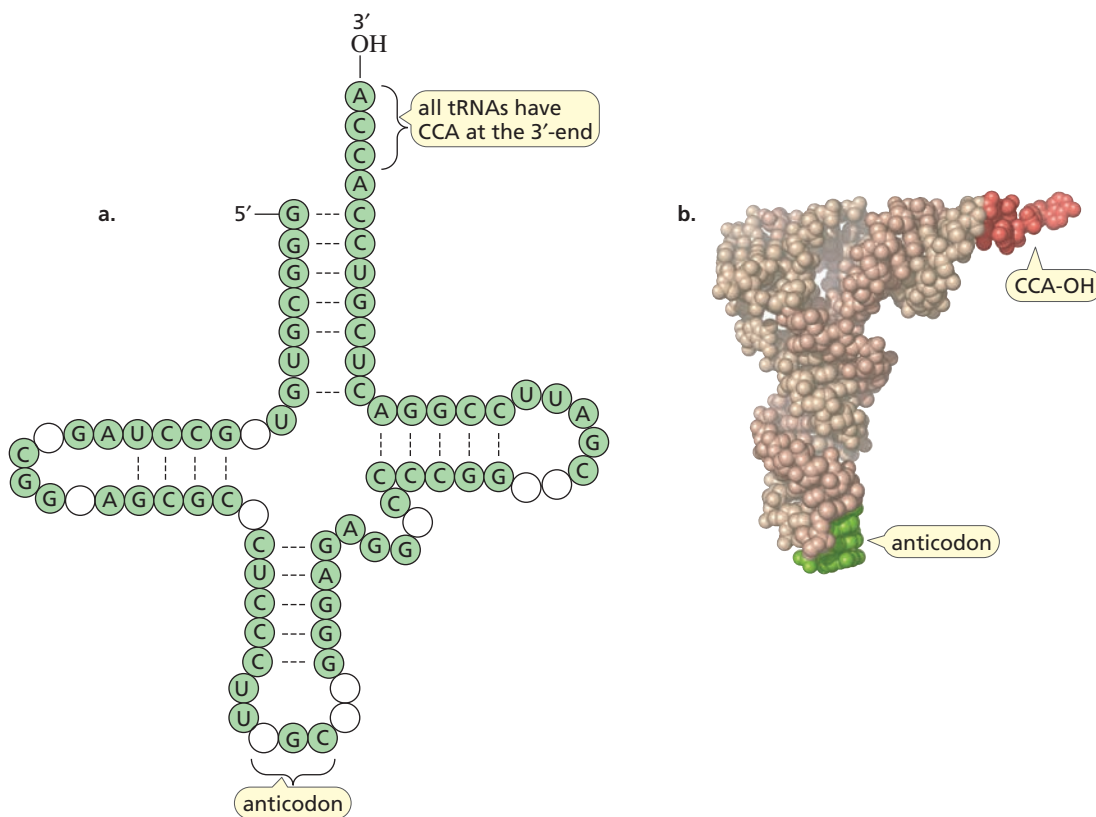 3′
OH
A
C
C
A
C
C
U
G
C
U
C
all tRNAs have
CCA at the 3′-end
a.
5′
G
G
G
C
G
U
G
U
G A U C C G
C
G
G A G C G C
A G G C C U U A G C
C C C G G
C
G
G
A
C
U
C
C
C
U
U
G C
G
A
G
G
G
anticodon
b.
CCA-OH
anticodon